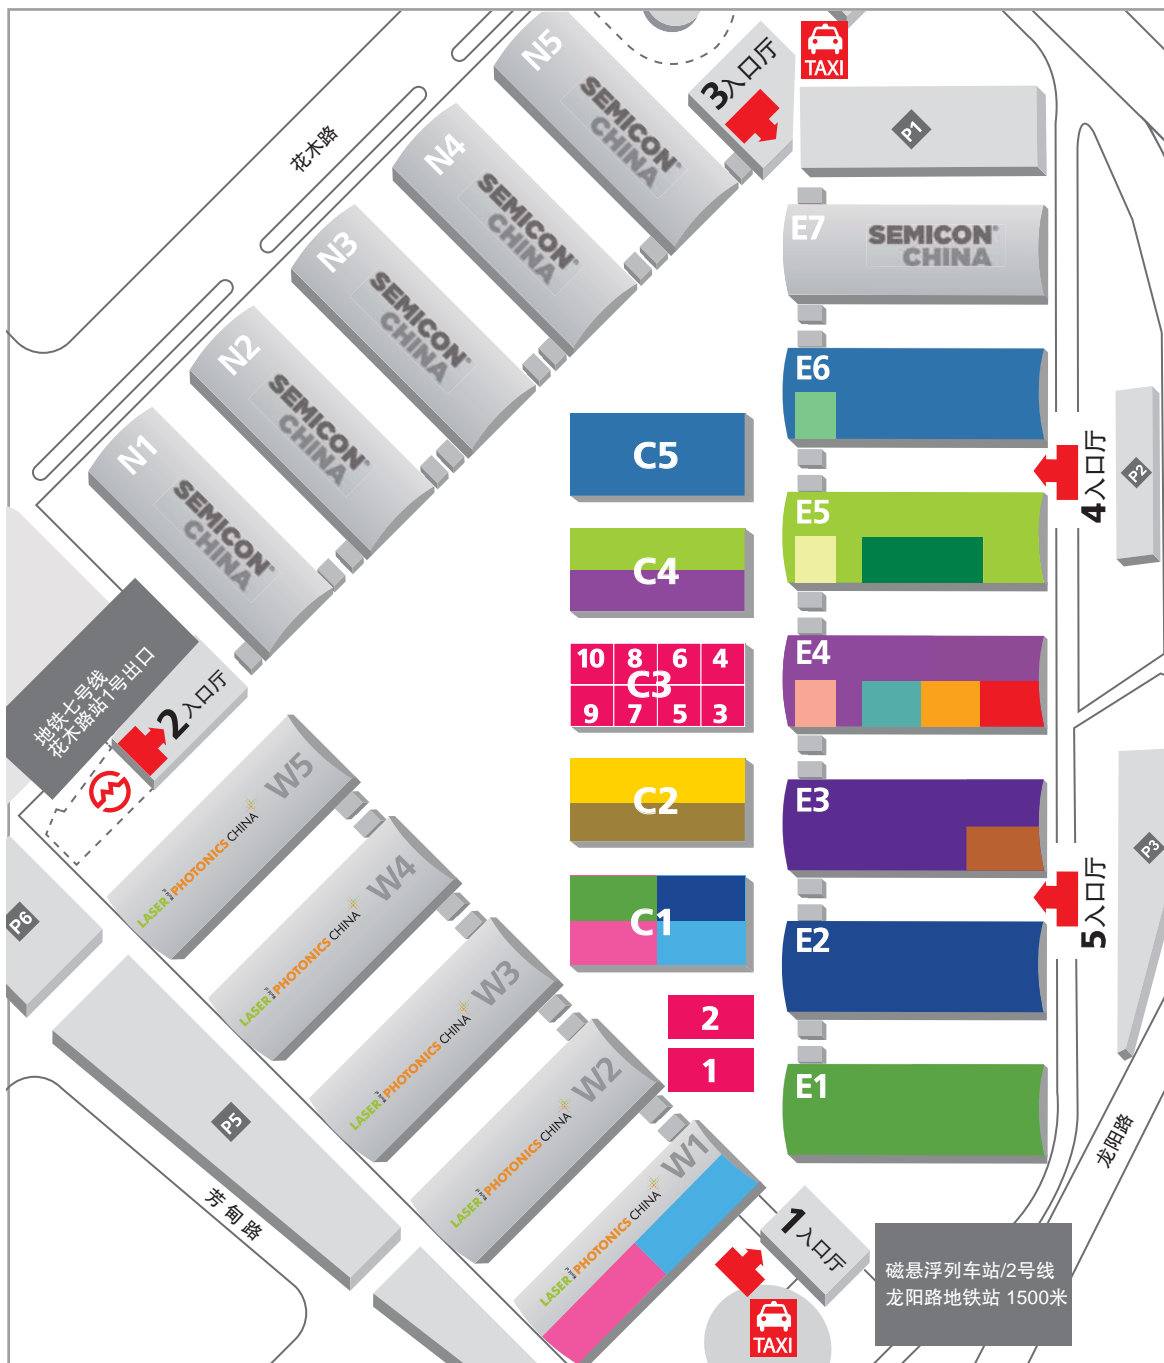 N5
SEMICON®
CHINA
3入口厅
TAXI
P1
花木路
N4
SEMICON®
CHINA
E7
SEMICON®
CHINA
N3
SEMICON®
CHINA
N2
SEMICON®
CHINA
E6
C5
4入口厅
P2
N1
SEMICON®
CHINA
E5
C4
地铁七号线
花木路站1号出口
2入口厅
10 8 6 4
C3
9 7 5 3
E4
W5
LASER PHOTONICS CHINA
C2
E3
P3
W4
LASER PHOTONICS CHINA
P6
C1
5入口厅
E2
W3
LASER PHOTONICS CHINA
2
1
W2
LASER PHOTONICS CHINA
E1
P5
W1
LASER PHOTONICS CHINA
龙阳路
芳甸路
1入口厅
磁悬浮列车站/2号线
龙阳路地铁站 1500米
TAXI